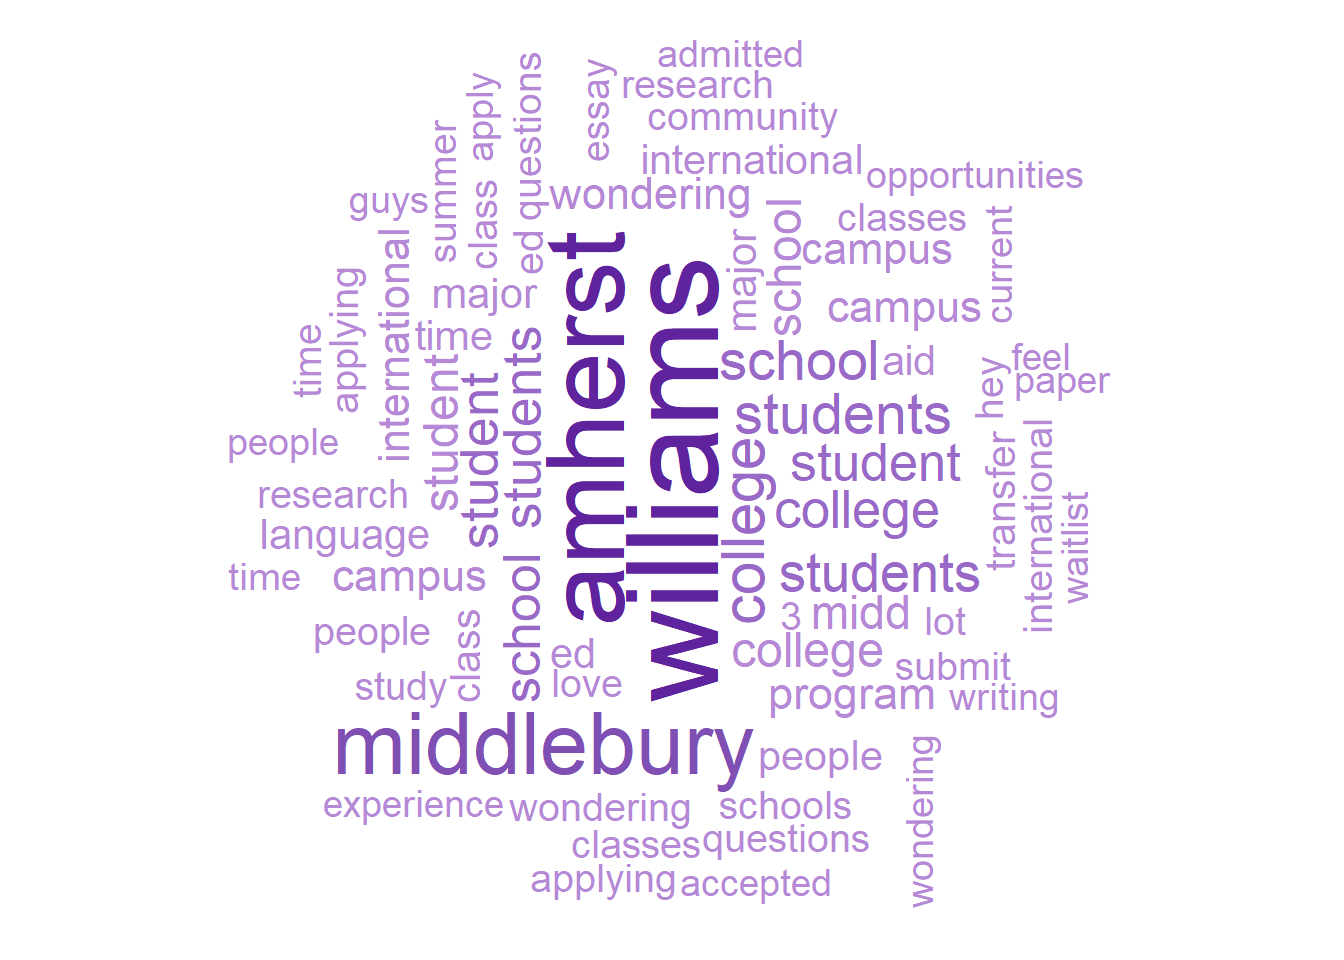 admitted
research
community
international
opportunities
essay
questions
apply
summer
class
guys
wondering
classes
school
campus
current
major
ed
amherst
williams
international
major
campus
applying
time
time
students
school
aid
feel
paper
hey
student
student
students
people
college
student
transfer
international
waitlist
research
college
language
time
campus
students
school
3
midd
lot
people
class
ed
college
submit
study
love
program
writing
middlebury
people
wondering
experience
wondering
schools
classes
questions
applying
accepted